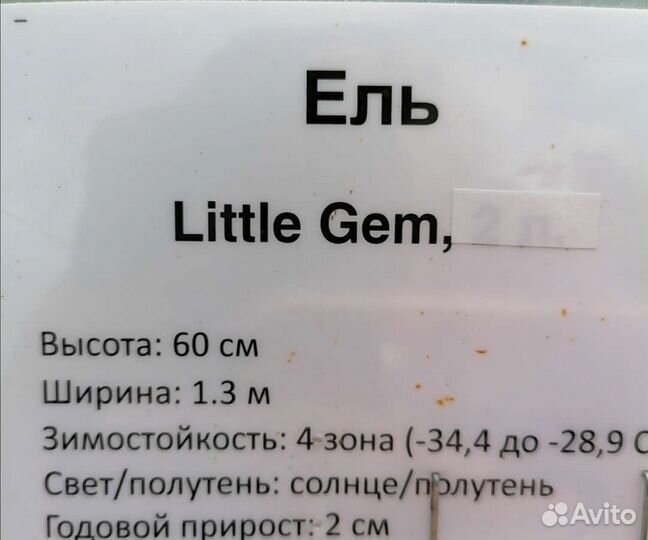 Ель
Little Gem, 2 л.
Высота: 60 см
Ширина: 1.3 м
Зимостойкость: 4 зона (-34,4 до -28,9 С
Свет/полутень: солнце/полутень
Годовой прирост: 2 см
Avito